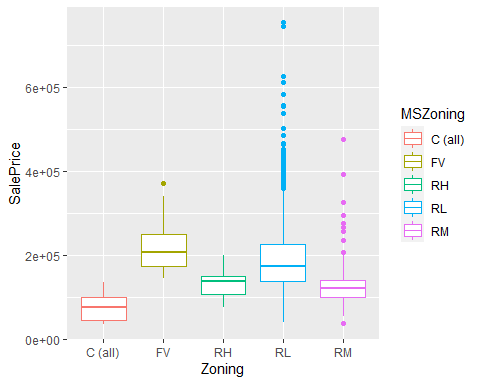 6e+05
4e+05
2e+05
0e+00
SalePrice
C (all)
FV
RH
RL
RM
Zoning
MSZoning
C (all)
FV
RH
RL
RM